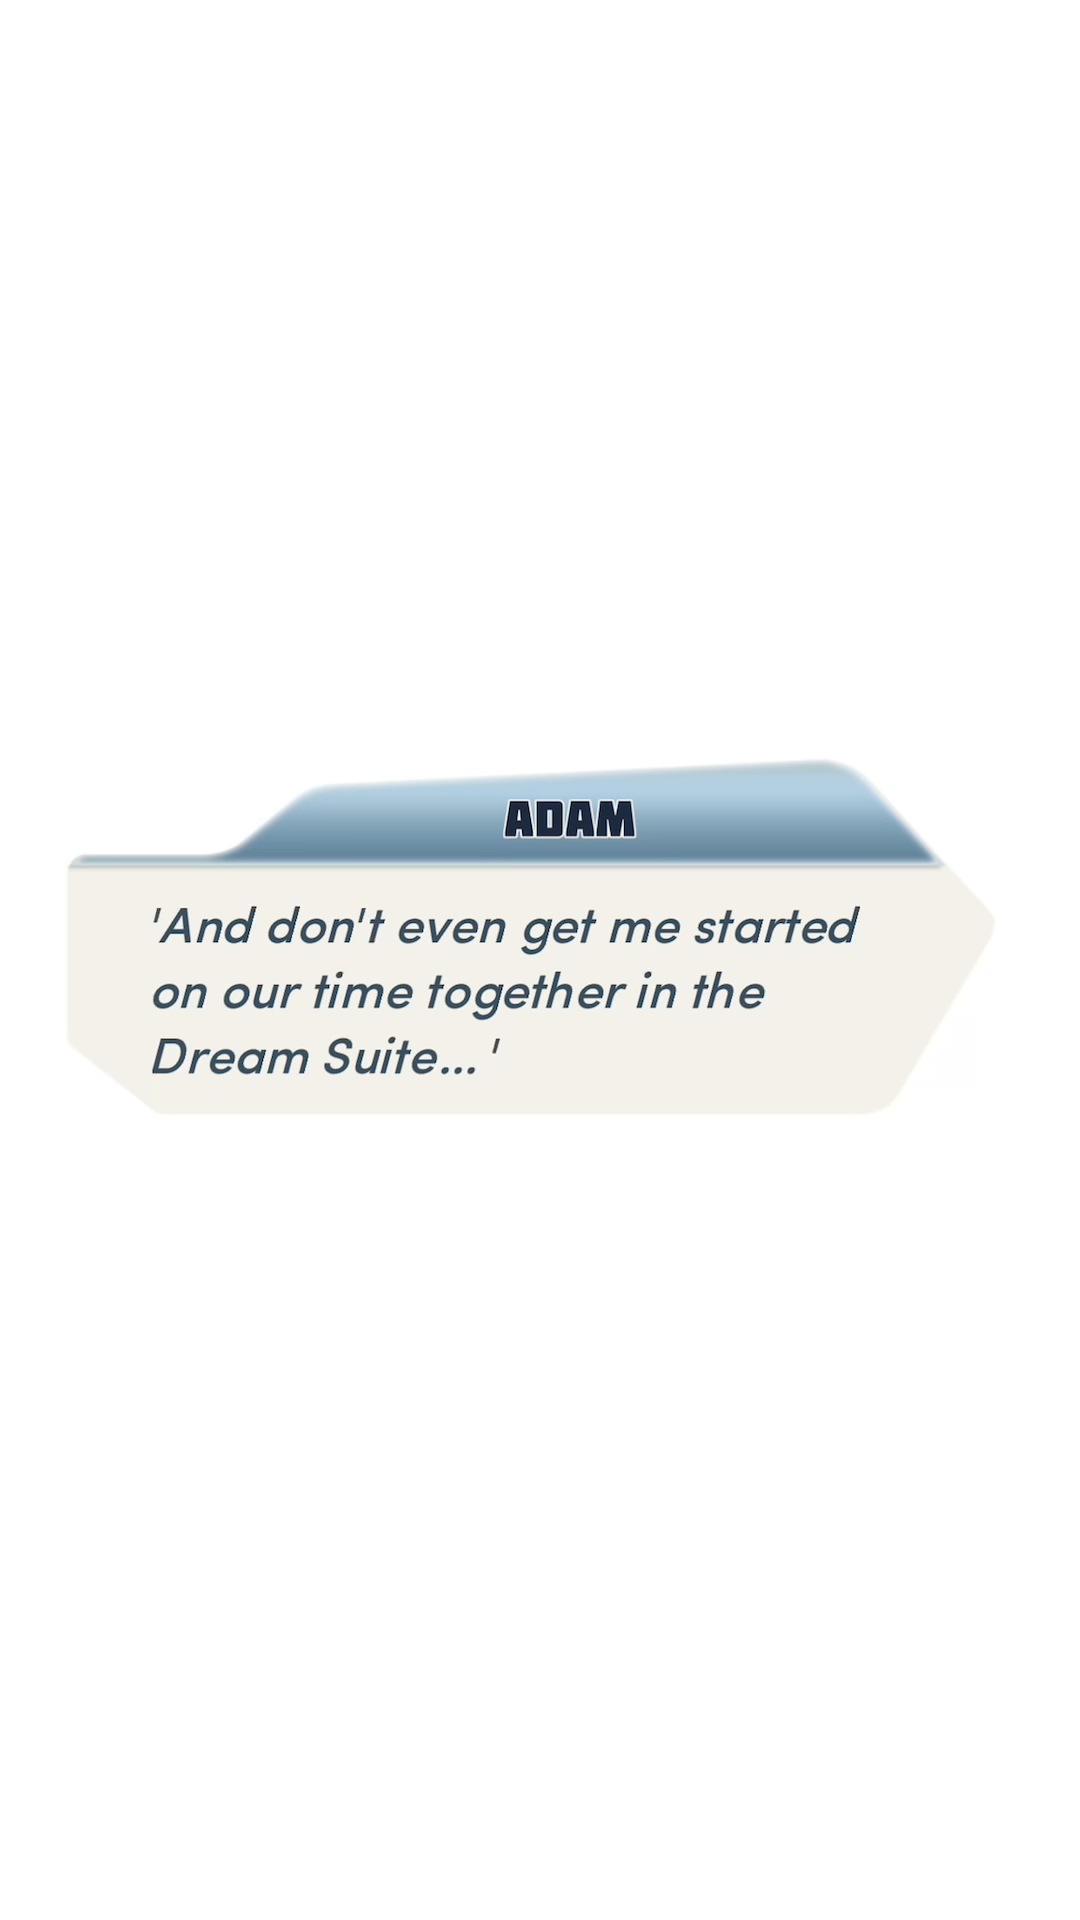 ADAM
'And don't even get me started
on our time together in the
Dream Suite... '